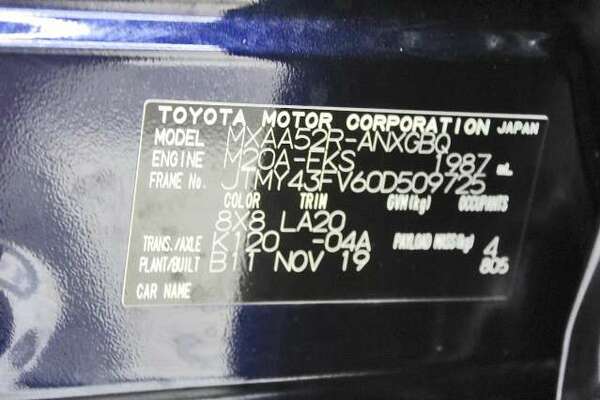 TOYOTA MOTOR CORPORATION JAPAN
MODEL MXAA52R-ANXGBQ
ENGINE M20A-FKS 1987 mL
FRAME NO. JTMY43FV60D509725
COLOR TRIM GVM(kg) OCCUPANTS
8X8 LA20
TRANS./AXLE K120 -04A PAYLOAD MASS(kg) 4
PLANT/BUILT B11 NOV 19 805
CAR NAME